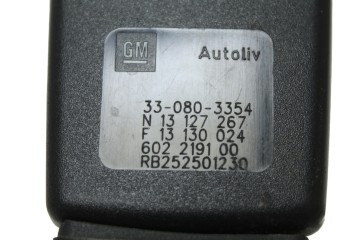 GM Autoliv
33-080-3354
N 13 127 267
F 13 130 024
602 2191 00
RB252501230